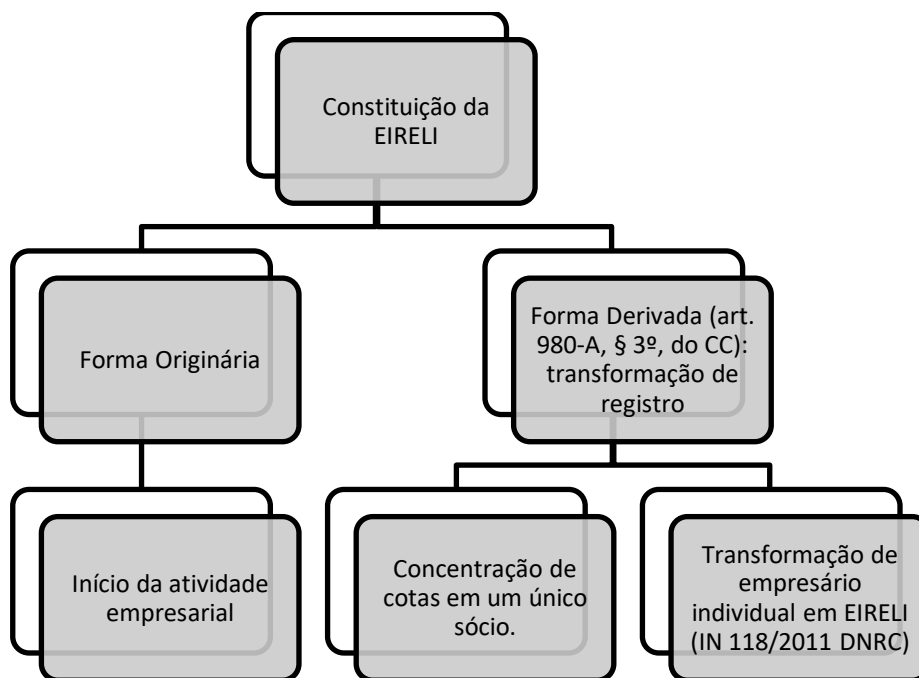 Constituição da
EIRELI
Forma Originária
Forma Derivada (art.
980-A, § 3º, do CC):
transformação de
registro
Início da atividade
empresarial
Concentração de
cotas em um único
sócio.
Transformação de
empresário
individual em EIRELI
(IN 118/2011 DNRC)